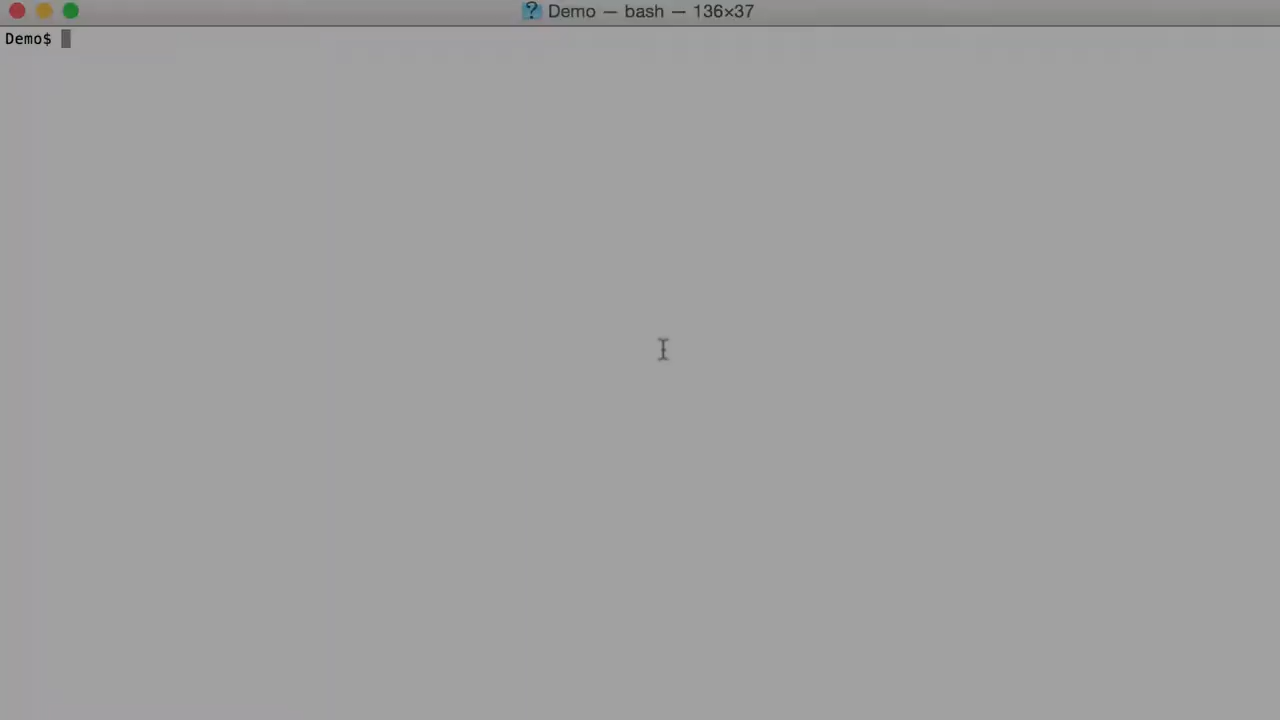 Demo — bash — 136×37
Demo$